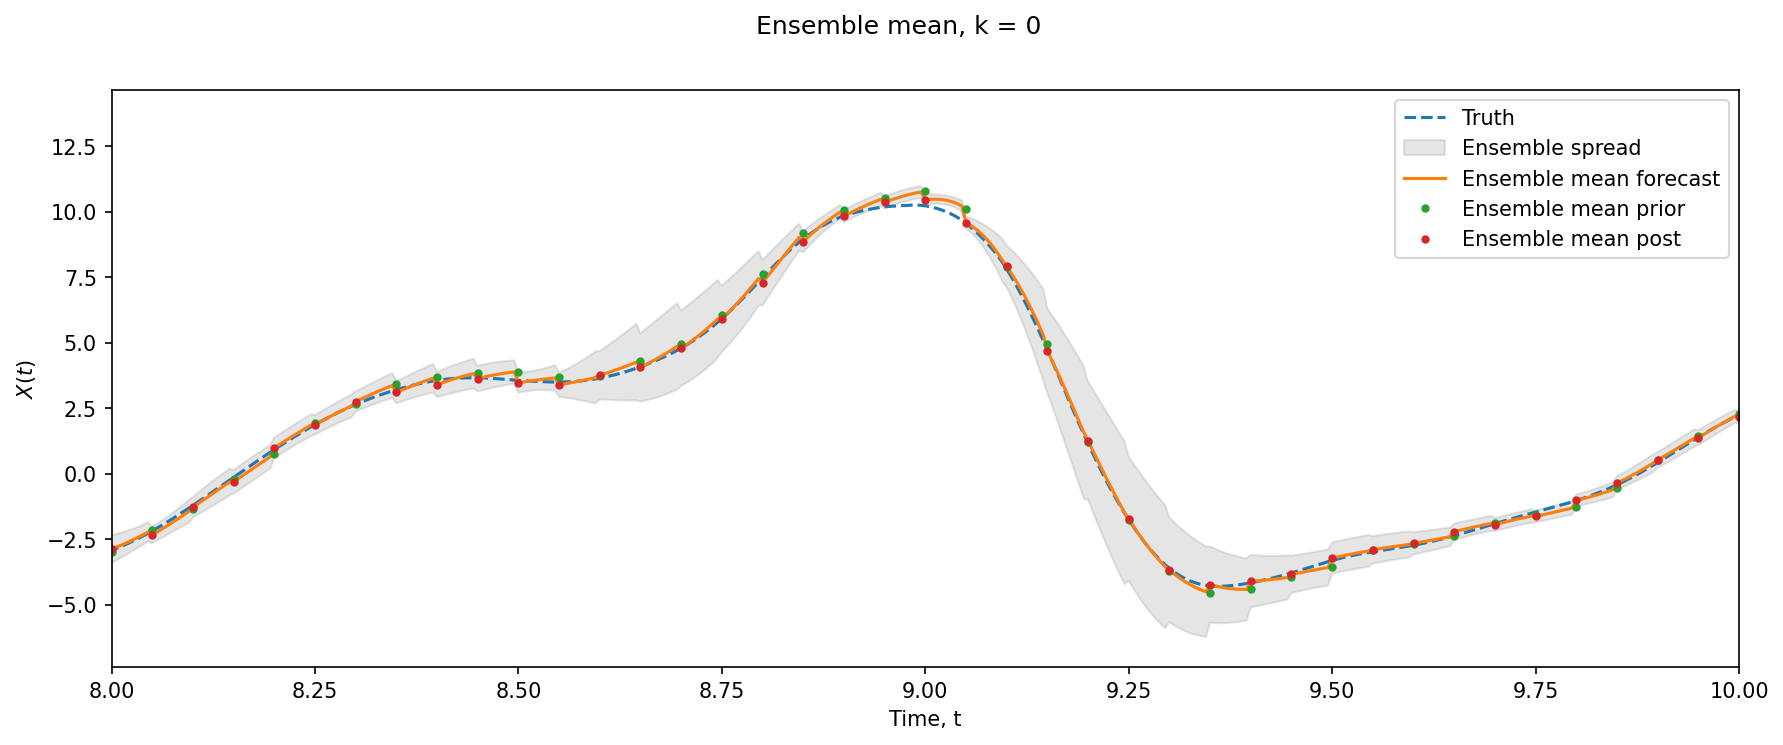 Ensemble mean, k = 0
Truth
Ensemble spread
Ensemble mean forecast
Ensemble mean prior
Ensemble mean post
12.5
10.0
7.5
5.0
2.5
0.0
−2.5
−5.0
X(t)
8.00 8.25 8.50 8.75 9.00 9.25 9.50 9.75 10.00
Time, t